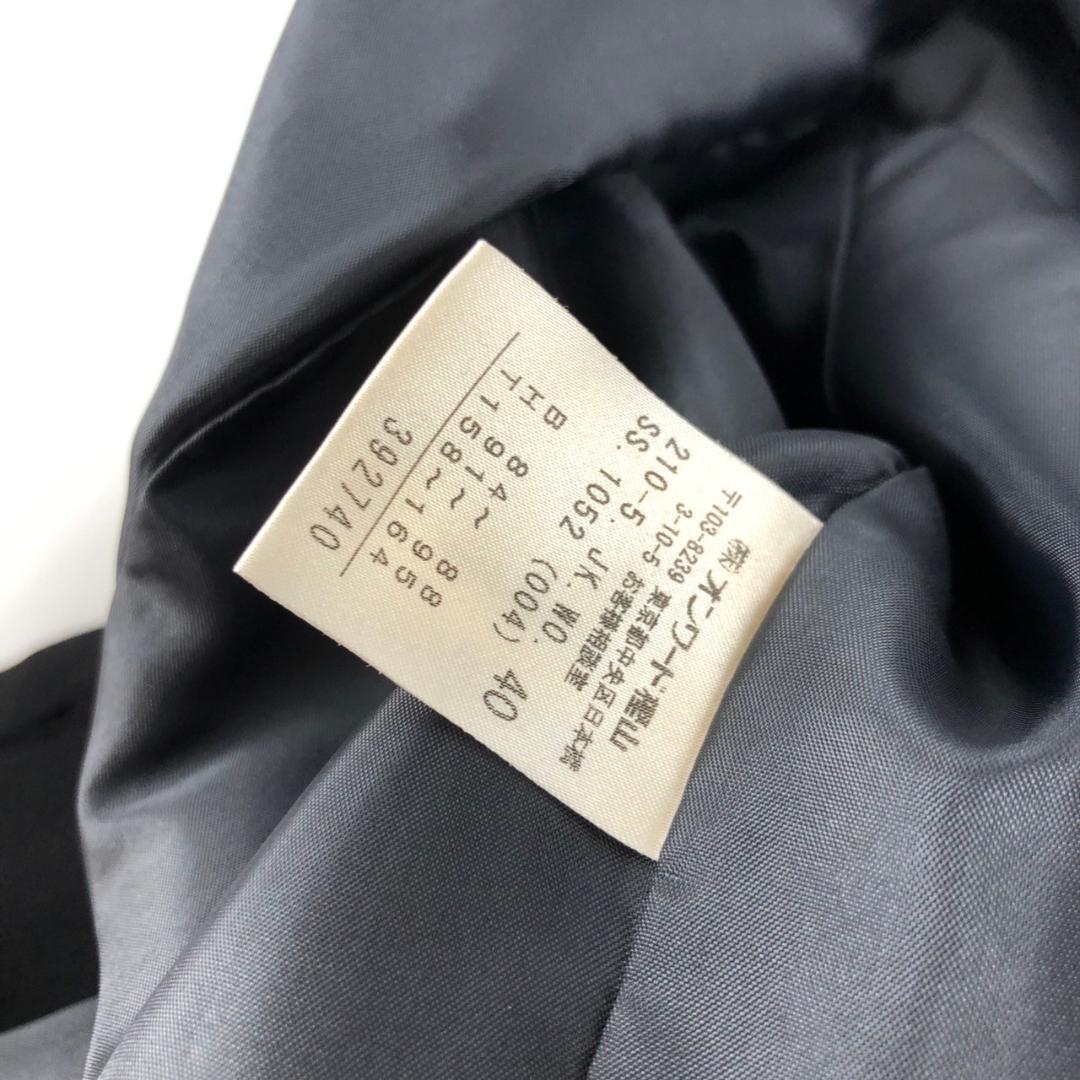 ㈱オンワード樫山
〒103-8239 東京都中央区日本橋
3-10-5 お客様相談室
210-5.
SS. 1052 JK. WO.
(004) 40
B 84~ 88
H 91~ 95
T 158~164
392740